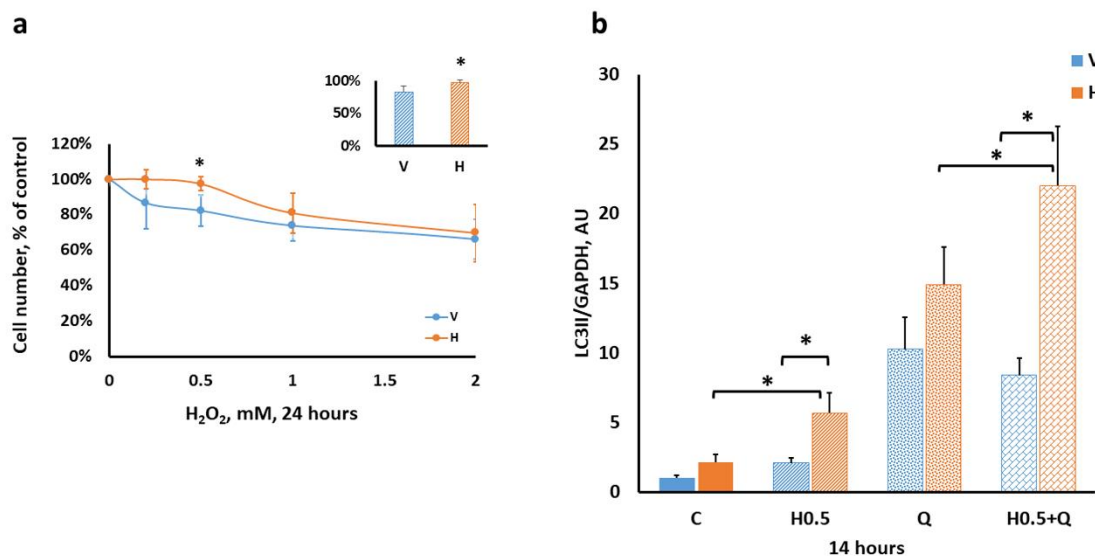 a
100%
50%
0%
*
V
H
Cell number, % of control
120%
100%
80%
60%
40%
20%
0%
*
V
H
0
0.5
1
1.5
2
H₂O₂, mM, 24 hours
b
V
H
LC3II/GAPDH, AU
30
25
20
15
10
5
0
*
*
*
*
C
H0.5
Q
H0.5+Q
14 hours